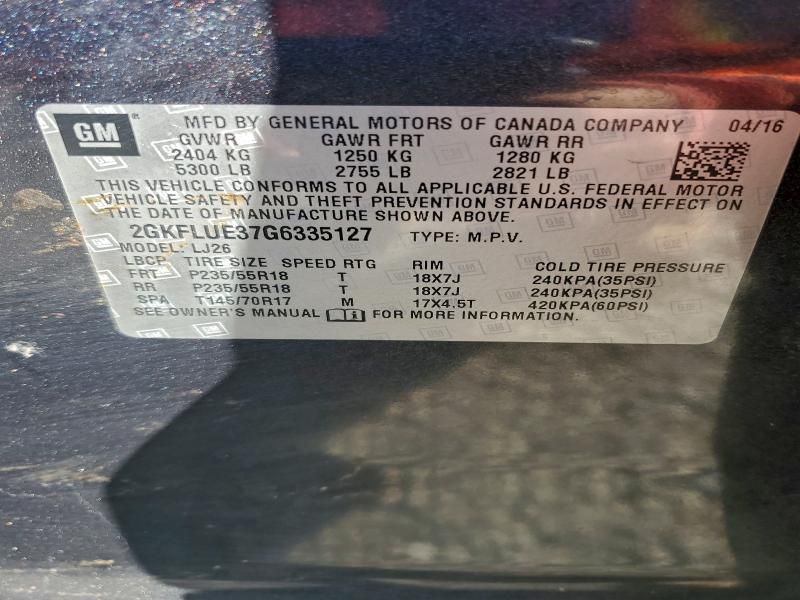 GM® MFD BY GENERAL MOTORS OF CANADA COMPANY 04/16
GVWR GAWR FRT GAWR RR
2404 KG 1250 KG 1280 KG
5300 LB 2755 LB 2821 LB
THIS VEHICLE CONFORMS TO ALL APPLICABLE U.S. FEDERAL MOTOR
VEHICLE SAFETY AND THEFT PREVENTION STANDARDS IN EFFECT ON
THE DATE OF MANUFACTURE SHOWN ABOVE.
2GKFLUE37G6335127 TYPE: M.P.V.
MODEL: LJ26
LBCP TIRE SIZE SPEED RTG RIM COLD TIRE PRESSURE
FRT P235/55R18 T 18X7J 240KPA(35PSI)
RR P235/55R18 T 18X7J 240KPA(35PSI)
SPA T145/70R17 M 17X4.5T 420KPA(60PSI)
SEE OWNER'S MANUAL FOR MORE INFORMATION.